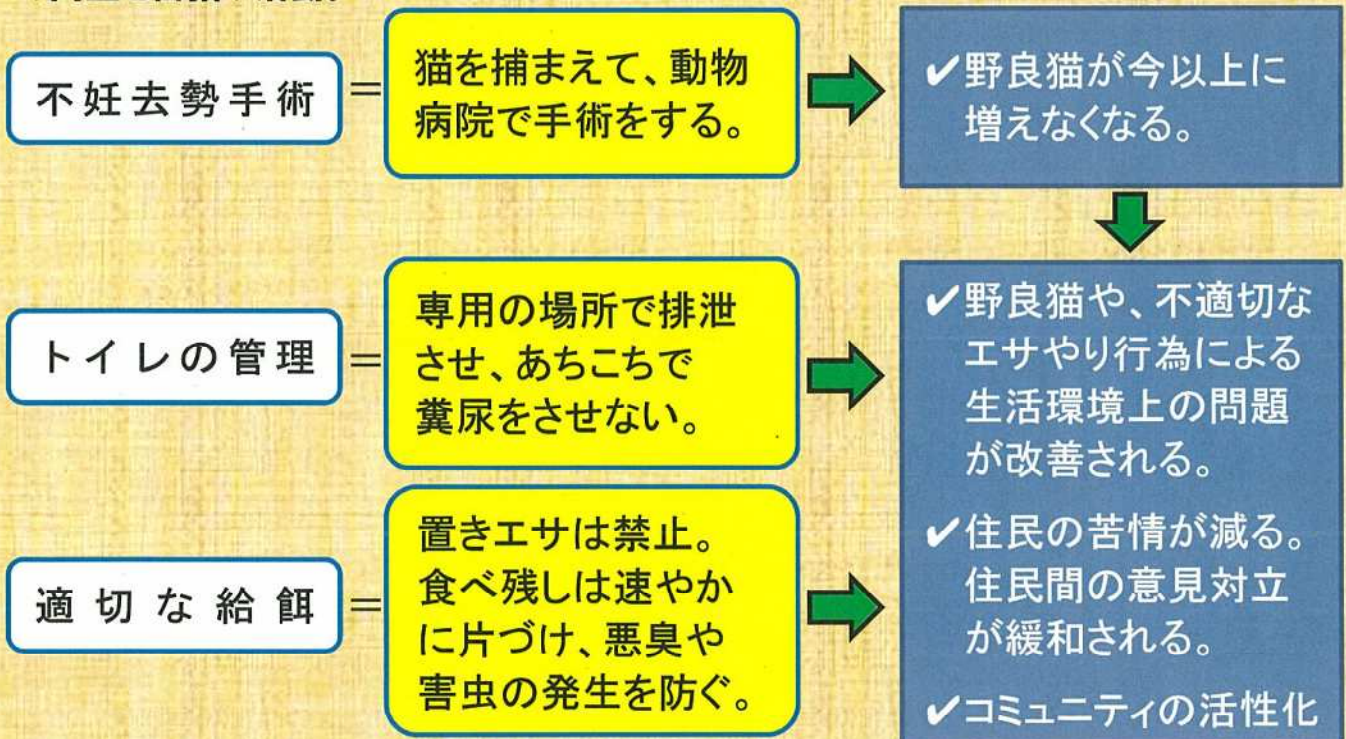 不妊去勢手術
=
猫を捕まえて、動物
病院で手術をする。
✔野良猫が今以上に
増えなくなる。
トイレの管理
=
専用の場所で排泄
させ、あちこちで
糞尿をさせない。
適切な給餌
=
置きエサは禁止。
食べ残しは速やか
に片づけ、悪臭や
害虫の発生を防ぐ。
✔野良猫や、不適切な
エサやり行為による
生活環境上の問題
が改善される。
✔住民の苦情が減る。
住民間の意見対立
が緩和される。
✔コミュニティの活性化